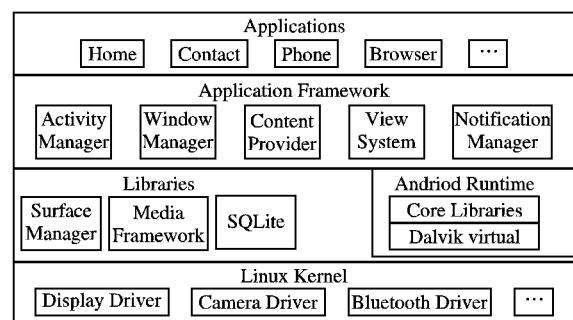 Applications
Home Contact Phone Browser ...
Application Framework
Activity Manager
Window Manager
Content Provider
View System
Notification Manager
Libraries
Surface Manager
Media Framework
SQLite
Andriod Runtime
Core Libraries
Dalvik virtual
Linux Kernel
Display Driver Camera Driver Bluetooth Driver ...